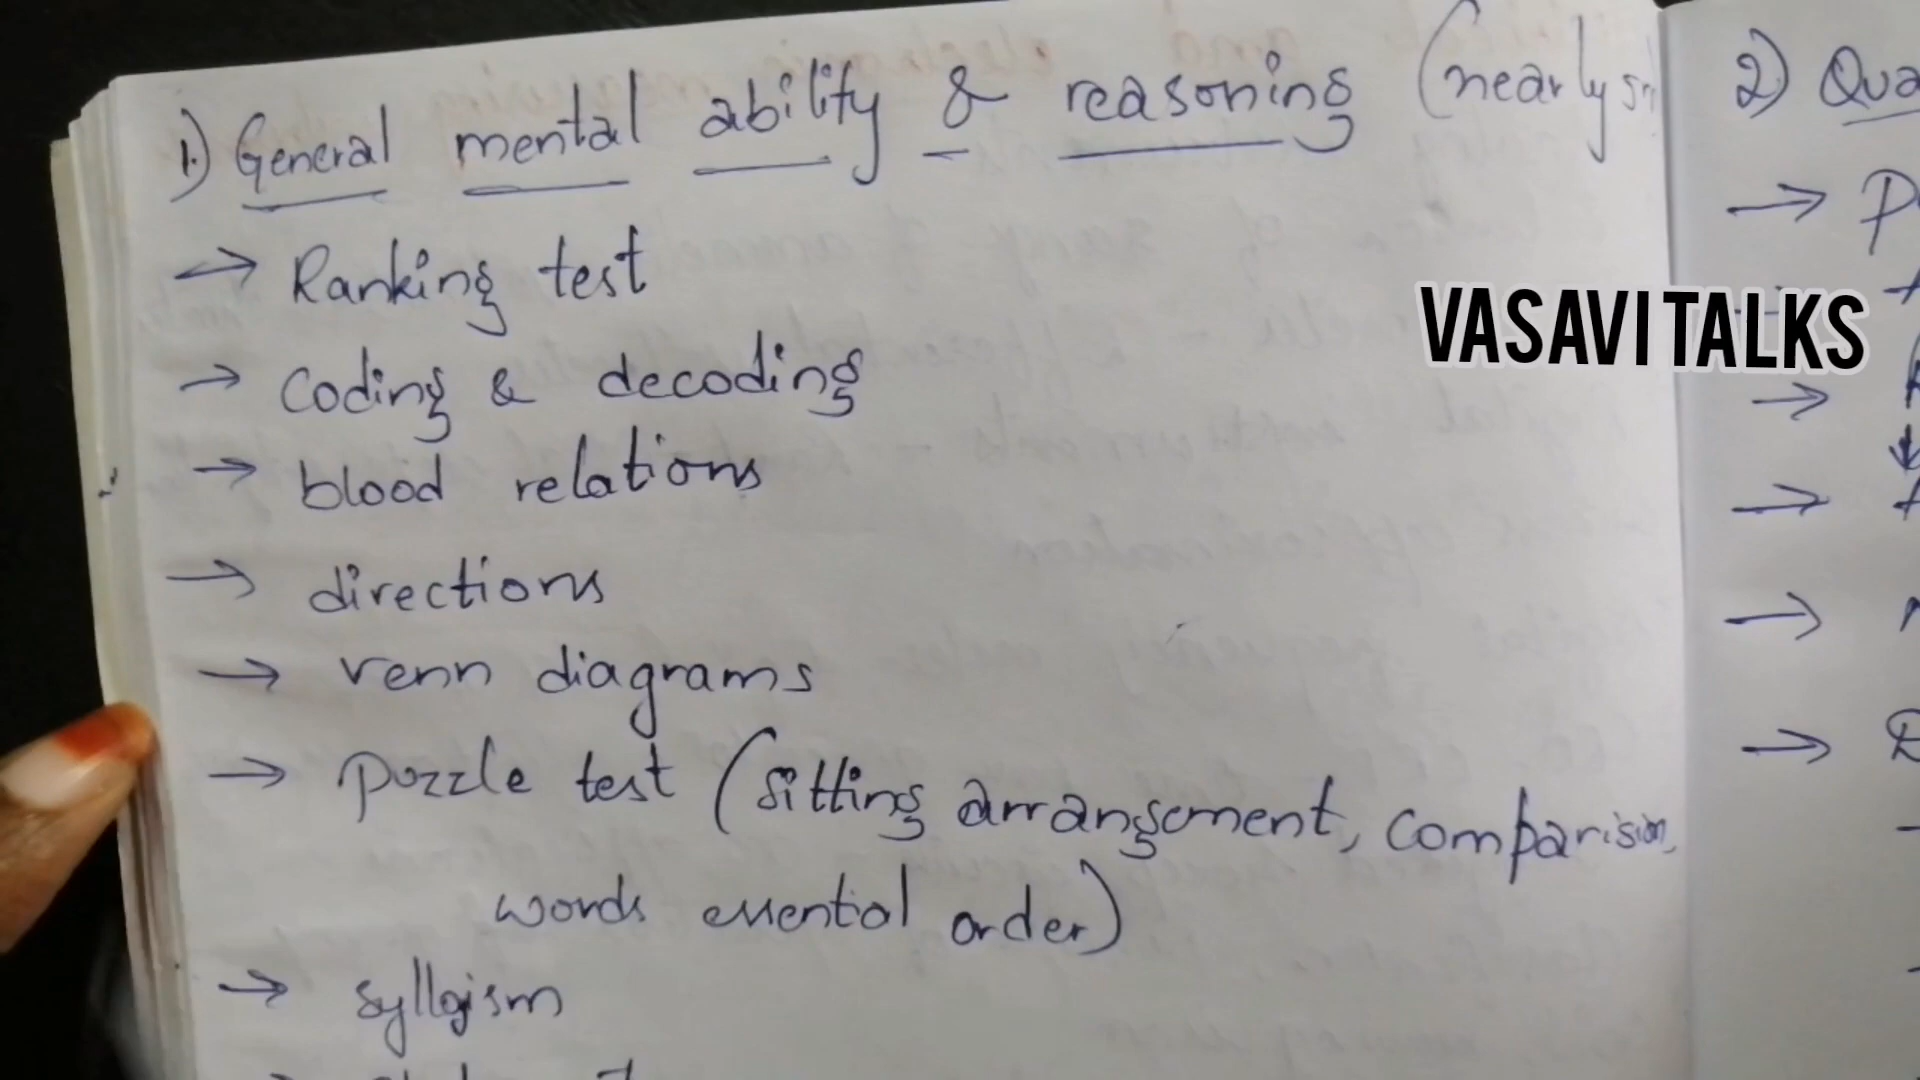 1.) General mental ability & reasoning (nearly
→ Ranking test
→ Coding & decoding
→ blood relations
→ directions
→ venn diagrams
→ puzzle test (sitting arrangement, comparision,
words essential order)
→ syllogism
2) Qua
VASAVI TALKS